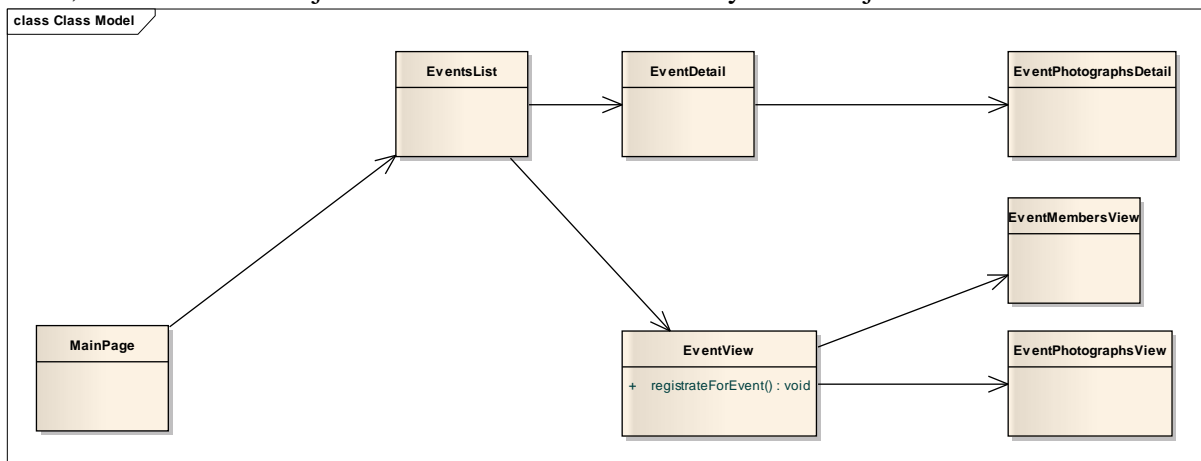 class Class Model
EventsList
EventDetail
EventPhotographsDetail
EventMembersView
MainPage
EventView
EventPhotographsView
+ registrateForEvent() : void